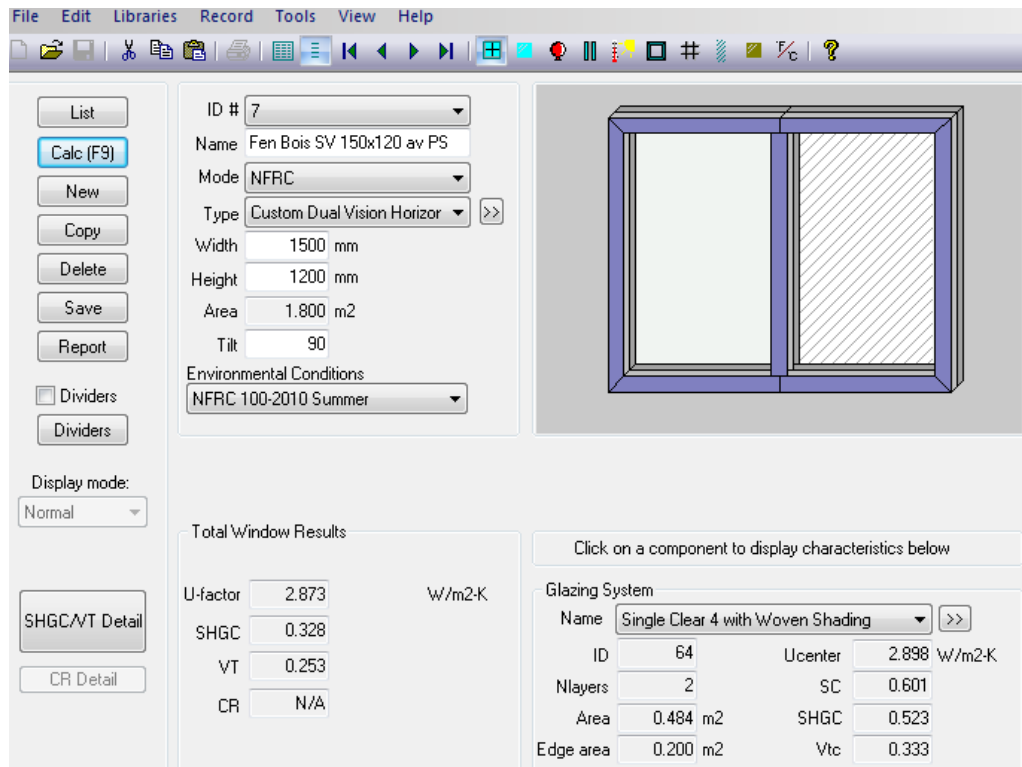 File Edit Libraries Record Tools View Help
F/C
List
Calc (F9)
New
Copy
Delete
Save
Report
Dividers
Dividers
Display mode:
Normal
SHGC/VT Detail
CR Detail
ID # 7
Name Fen Bois SV 150x120 av PS
Mode NFRC
Type Custom Dual Vision Horizor >>
Width 1500 mm
Height 1200 mm
Area 1.800 m2
Tilt 90
Environmental Conditions
NFRC 100-2010 Summer
Total Window Results
U-factor 2.873 W/m2-K
SHGC 0.328
VT 0.253
CR N/A
Click on a component to display characteristics below
Glazing System
Name Single Clear 4 with Woven Shading >>
ID 64 Ucenter 2.898 W/m2-K
Nlayers 2 SC 0.601
Area 0.484 m2 SHGC 0.523
Edge area 0.200 m2 Vtc 0.333